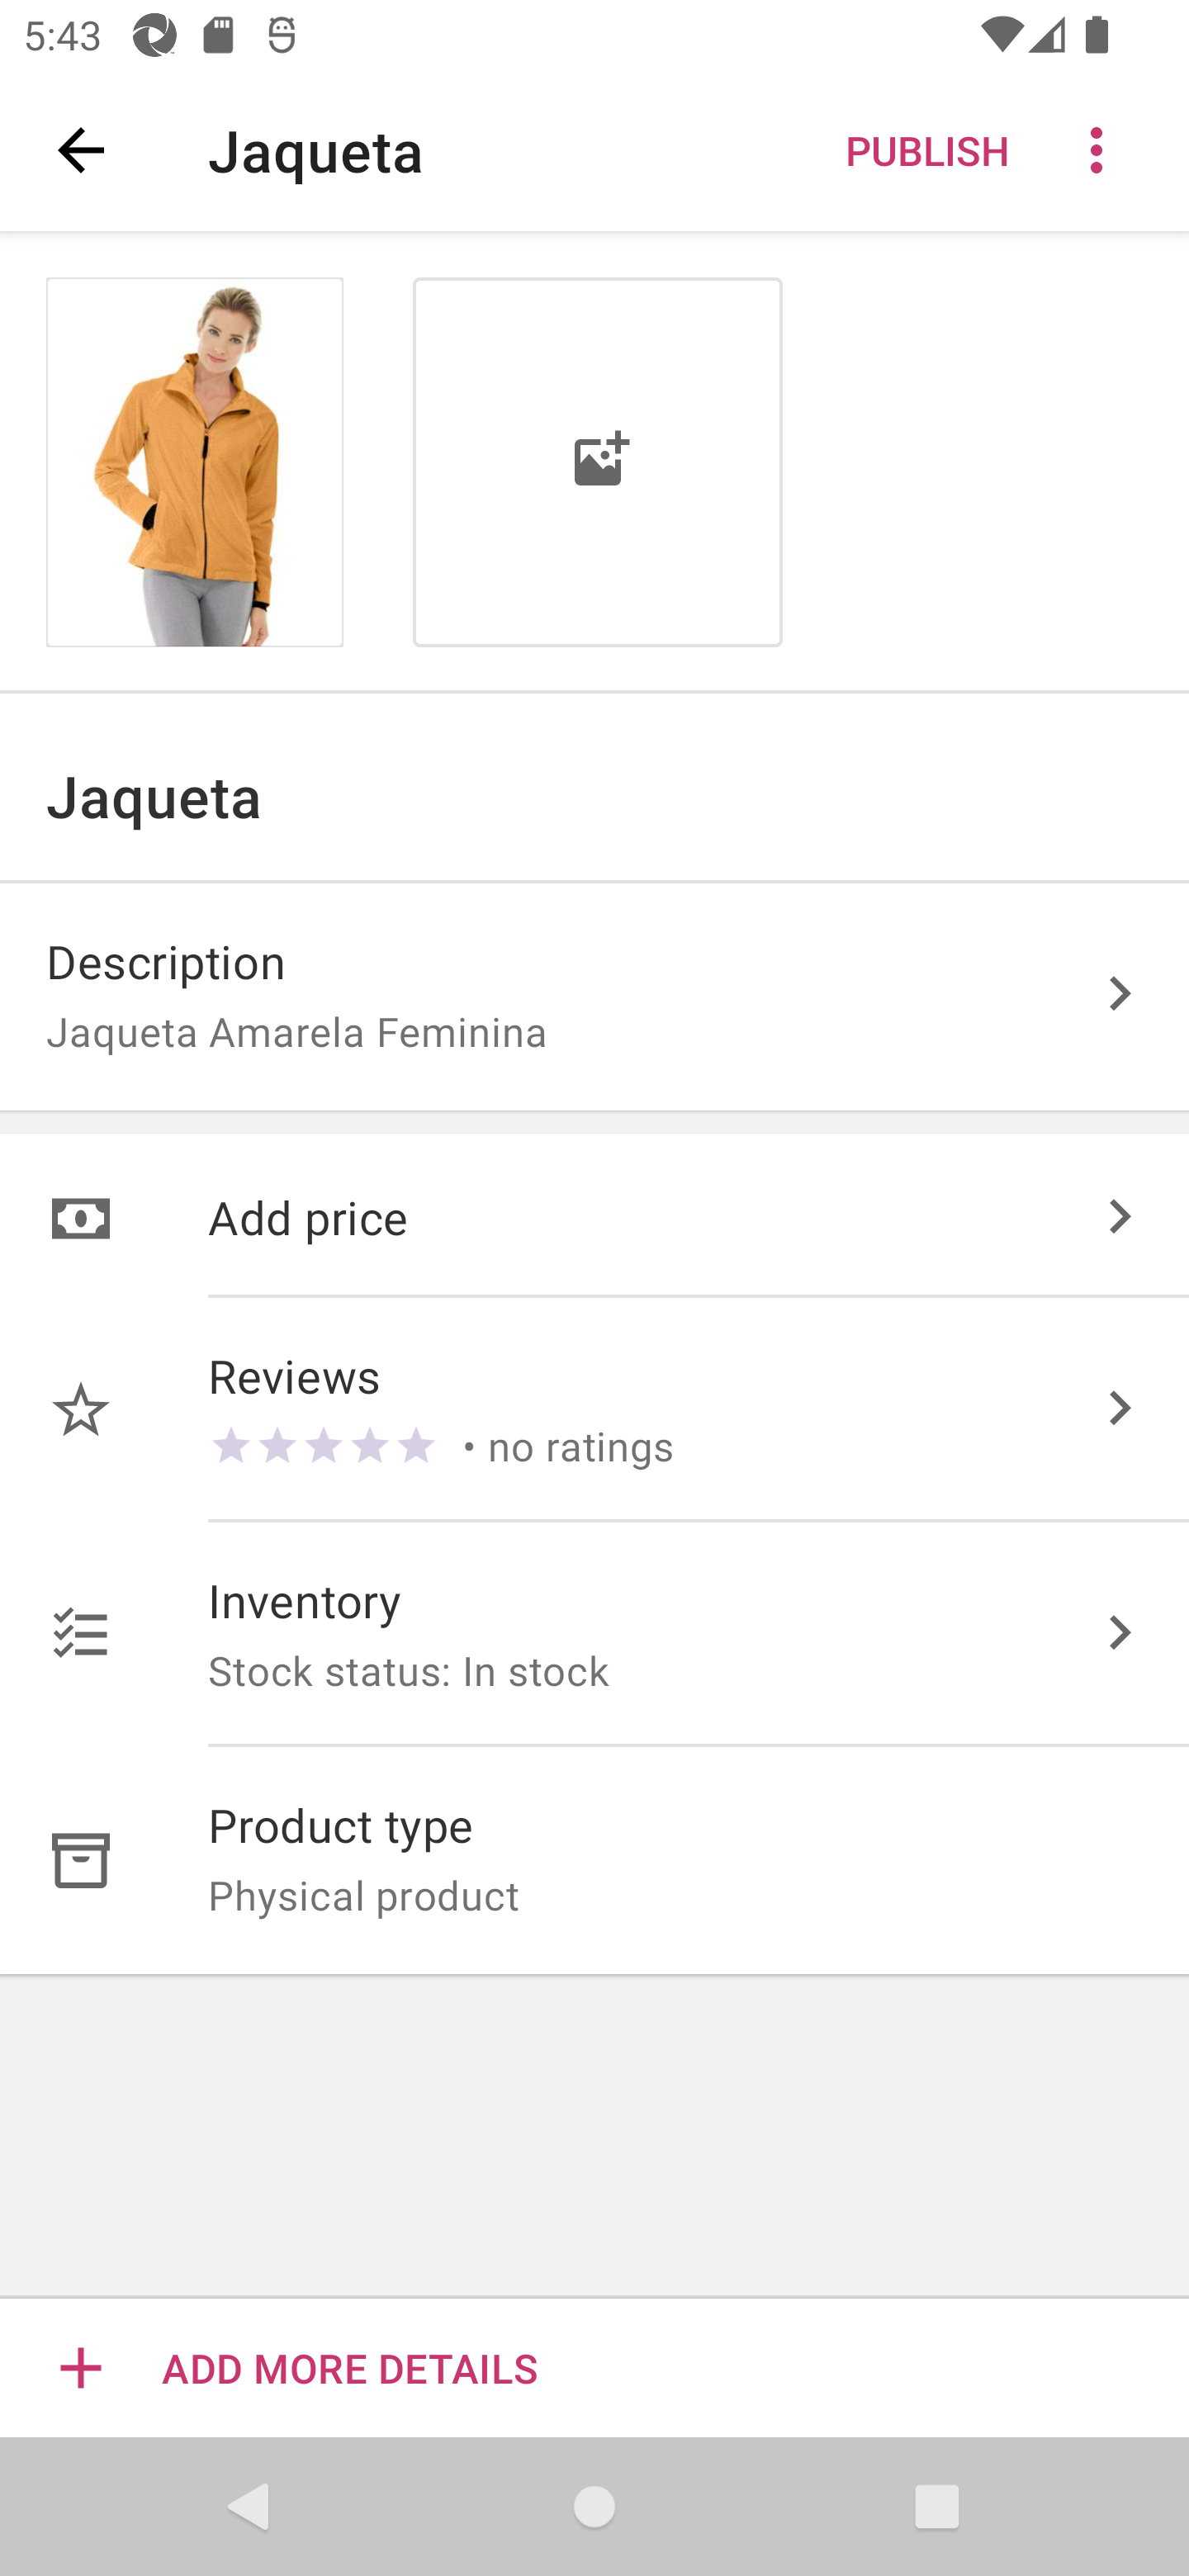 5:43
Jaqueta
PUBLISH
Jaqueta
Description
Jaqueta Amarela Feminina
Add price
Reviews
• no ratings
Inventory
Stock status: In stock
Product type
Physical product
ADD MORE DETAILS